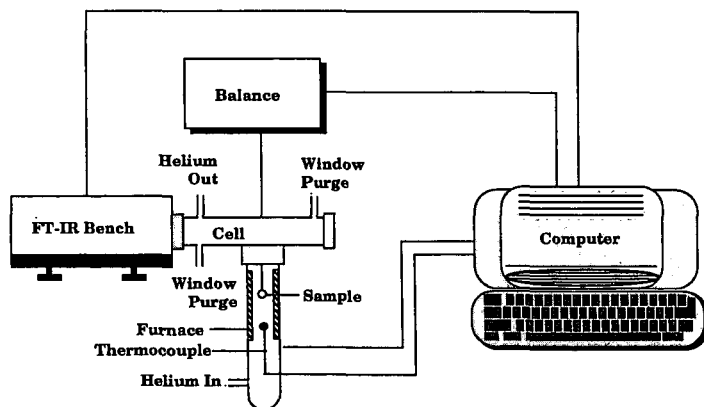 Balance
Helium
Out
Window
Purge
FT-IR Bench
Cell
Computer
Window
Purge
Sample
Furnace
Thermocouple
Helium In